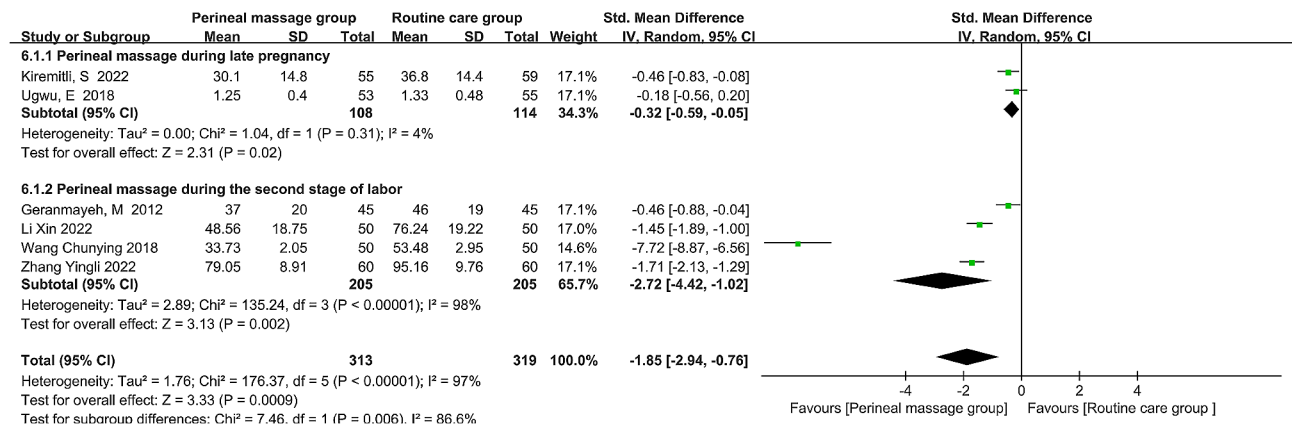 Perineal massage group Routine care group Std. Mean Difference Std. Mean Difference
Study or Subgroup Mean SD Total Mean SD Total Weight IV, Random, 95% CI IV, Random, 95% CI
6.1.1 Perineal massage during late pregnancy
Kiremitli, S 2022 30.1 14.8 55 36.8 14.4 59 17.1% -0.46 [-0.83, -0.08]
Ugwu, E 2018 1.25 0.4 53 1.33 0.48 55 17.1% -0.18 [-0.56, 0.20]
Subtotal (95% CI) 108 114 34.3% -0.32 [-0.59, -0.05]
Heterogeneity: Tau² = 0.00; Chi² = 1.04, df = 1 (P = 0.31); I² = 4%
Test for overall effect: Z = 2.31 (P = 0.02)
6.1.2 Perineal massage during the second stage of labor
Geranmayeh, M 2012 37 20 45 46 19 45 17.1% -0.46 [-0.88, -0.04]
Li Xin 2022 48.56 18.75 50 76.24 19.22 50 17.0% -1.45 [-1.89, -1.00]
Wang Chunying 2018 33.73 2.05 50 53.48 2.95 50 14.6% -7.72 [-8.87, -6.56]
Zhang Yingli 2022 79.05 8.91 60 95.16 9.76 60 17.1% -1.71 [-2.13, -1.29]
Subtotal (95% CI) 205 205 65.7% -2.72 [-4.42, -1.02]
Heterogeneity: Tau² = 2.89; Chi² = 135.24, df = 3 (P < 0.00001); I² = 98%
Test for overall effect: Z = 3.13 (P = 0.002)
Total (95% CI) 313 319 100.0% -1.85 [-2.94, -0.76]
Heterogeneity: Tau² = 1.76; Chi² = 176.37, df = 5 (P < 0.00001); I² = 97%
Test for overall effect: Z = 3.33 (P = 0.0009)
Test for subgroup differences: Chi² = 7.46, df = 1 (P = 0.006), I² = 86.6%
-4 -2 0 2 4
Favours [Perineal massage group] Favours [Routine care group ]